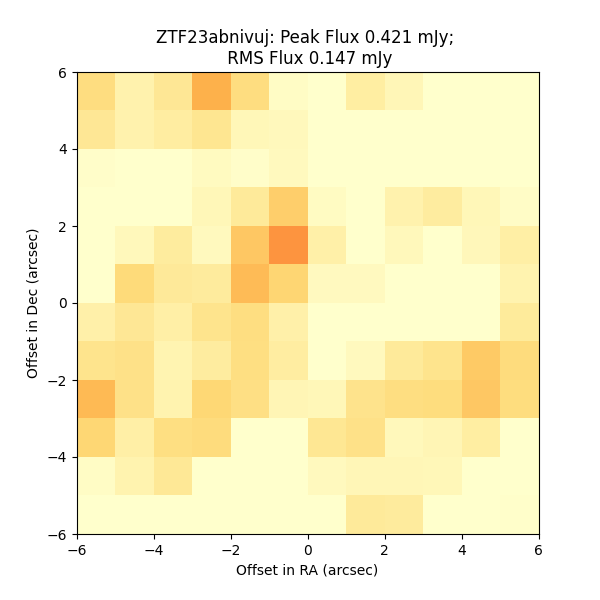 ZTF23abnivuj: Peak Flux 0.421 mJy;
RMS Flux 0.147 mJy
6
4
2
0
−2
−4
−6
Offset in Dec (arcsec)
−6 −4 −2 0 2 4 6
Offset in RA (arcsec)